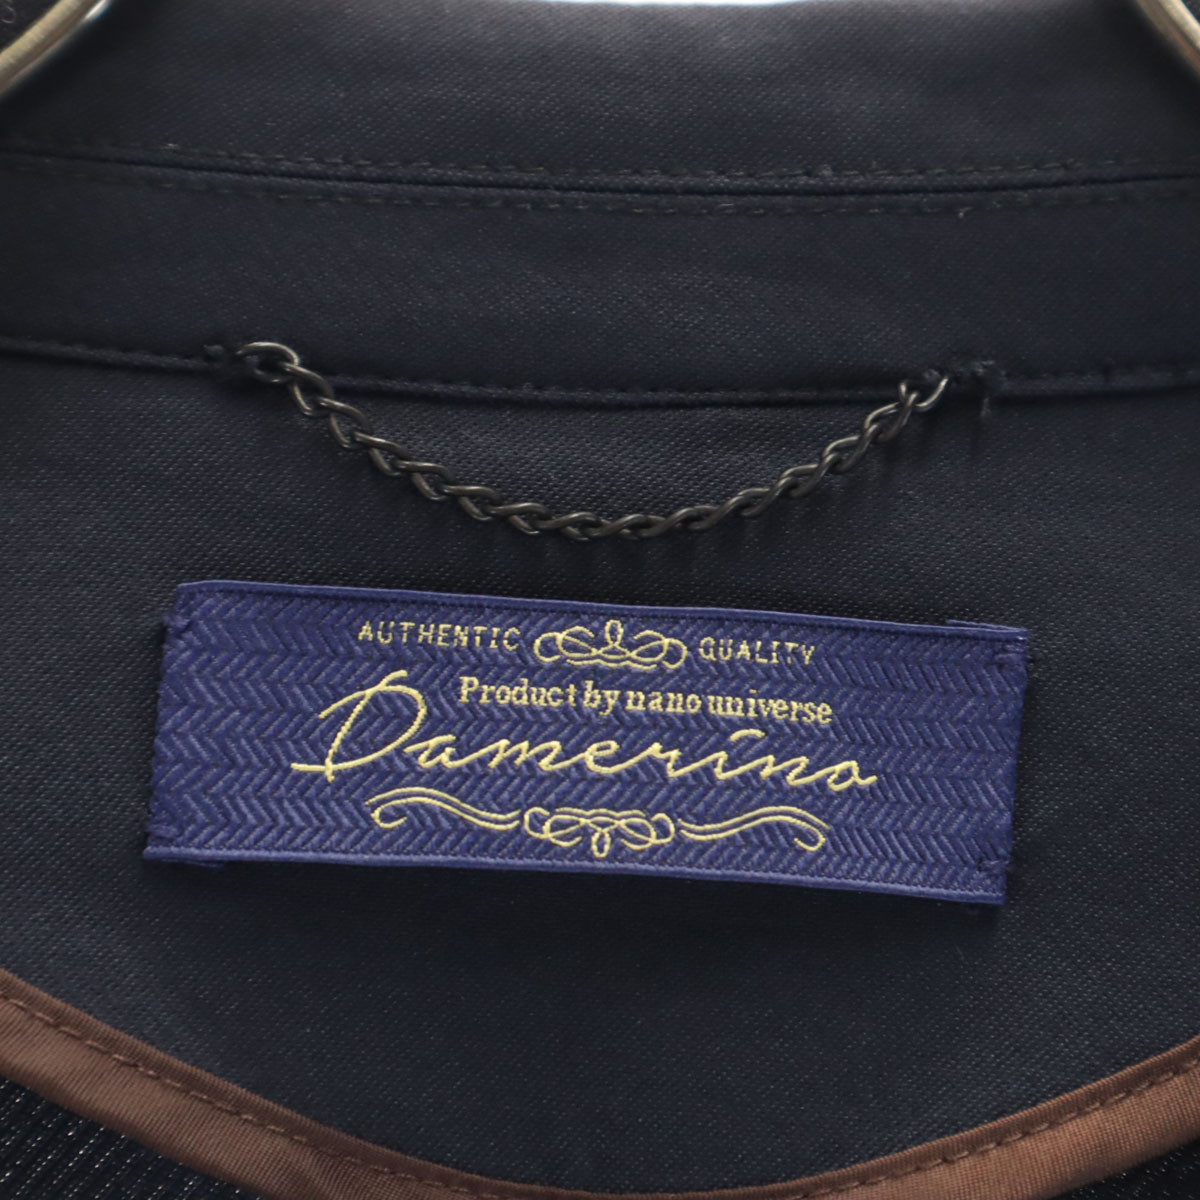 AUTHENTIC QUALITY
Product by nano universe
Damerino